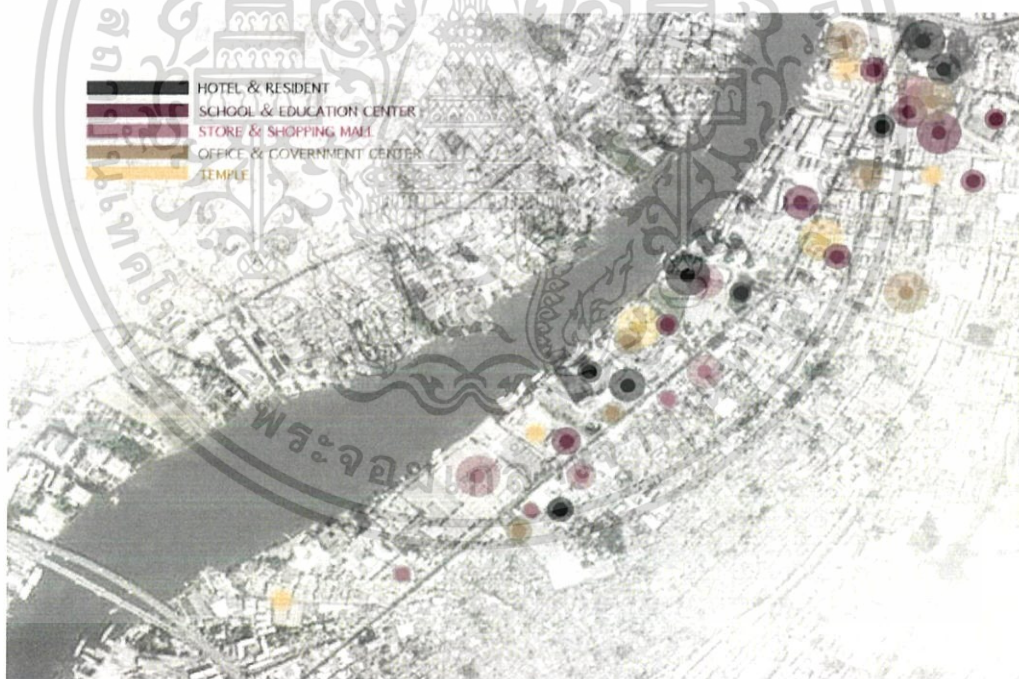 HOTEL & RESIDENT
SCHOOL & EDUCATION CENTER
STORE & SHOPPING MALL
OFFICE & GOVERNMENT CENTER
TEMPLE